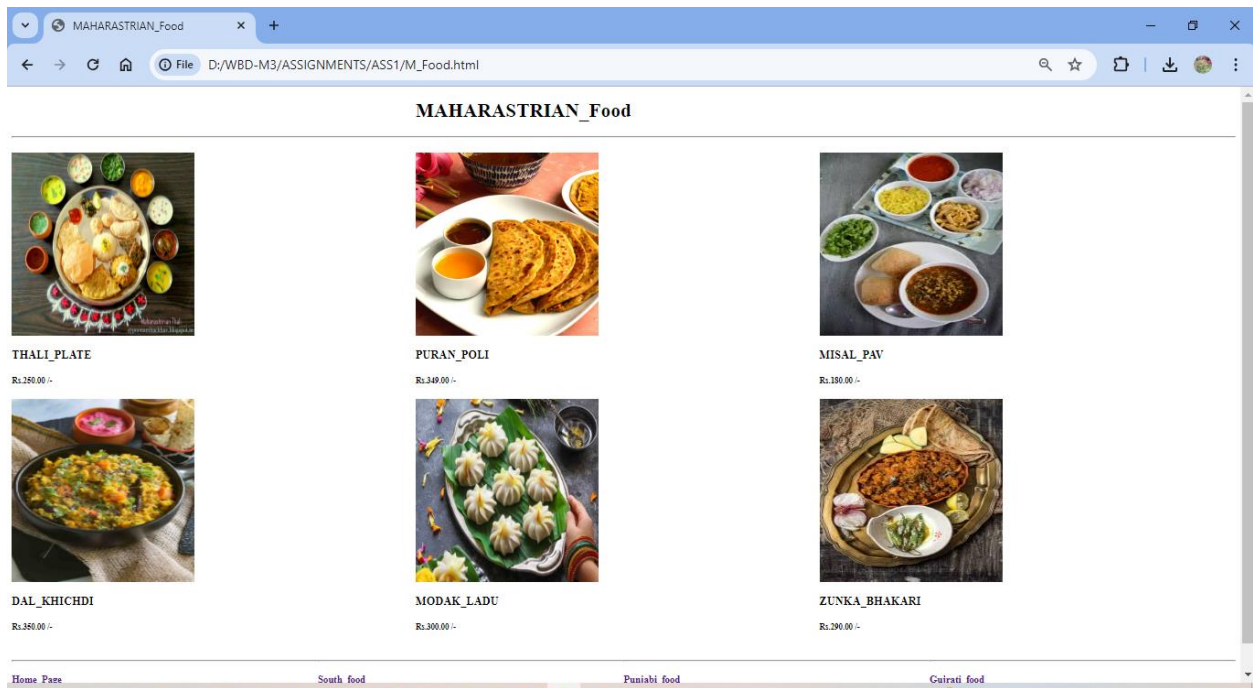 MAHARASTRIAN_Food
File D:/WBD-M3/ASSIGNMENTS/ASS1/M_Food.html
MAHARASTRIAN_Food
THALI_PLATE PURAN_POLI MISAL_PAV
Rs.250.00 /- Rs.349.00 /- Rs.180.00 /-
DAL_KHICHDI MODAK_LADU ZUNKA_BHAKARI
Rs.350.00 /- Rs.300.00 /- Rs.290.00 /-
Home_Page South_food Punjabi_food Gujrati_food